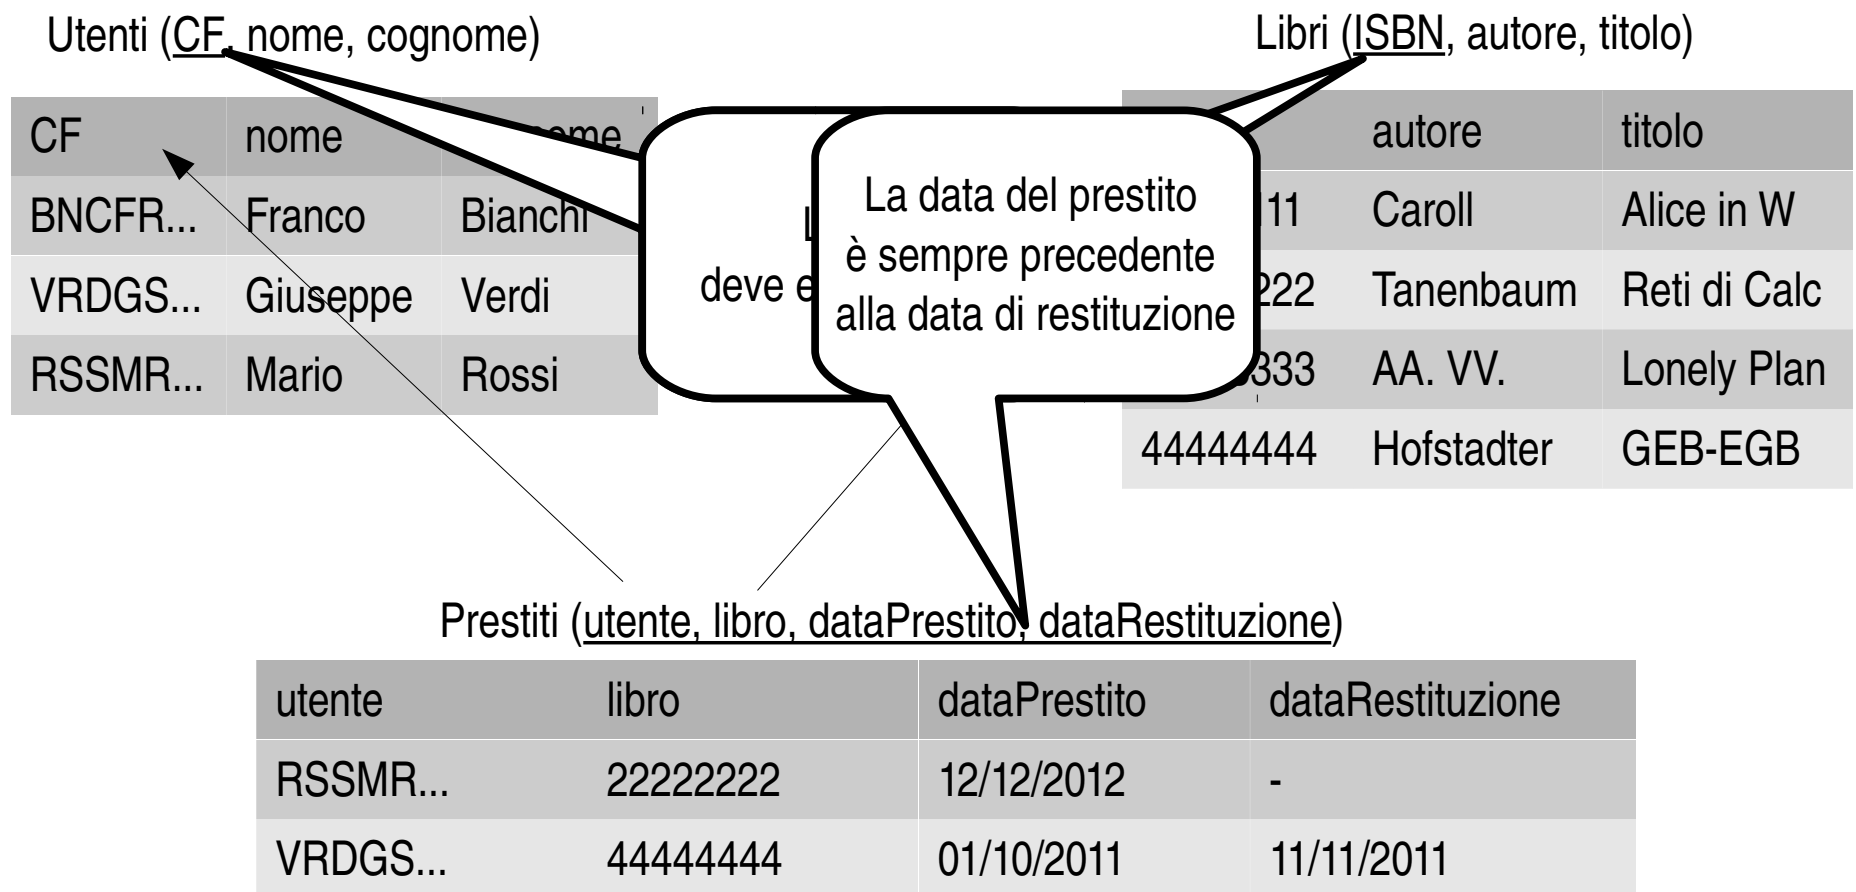 Utenti (CF, nome, cognome)
Libri (ISBN, autore, titolo)
CF nome
BNCFR... Franco Bianchi
VRDGS... Giuseppe Verdi
RSSMR... Mario Rossi
deve
La data del prestito
è sempre precedente
alla data di restituzione
autore titolo
Caroll Alice in W
Tanenbaum Reti di Calc
AA. VV. Lonely Plan
44444444 Hofstadter GEB-EGB
Prestiti (utente, libro, dataPrestito, dataRestituzione)
utente libro dataPrestito dataRestituzione
RSSMR... 22222222 12/12/2012 -
VRDGS... 44444444 01/10/2011 11/11/2011